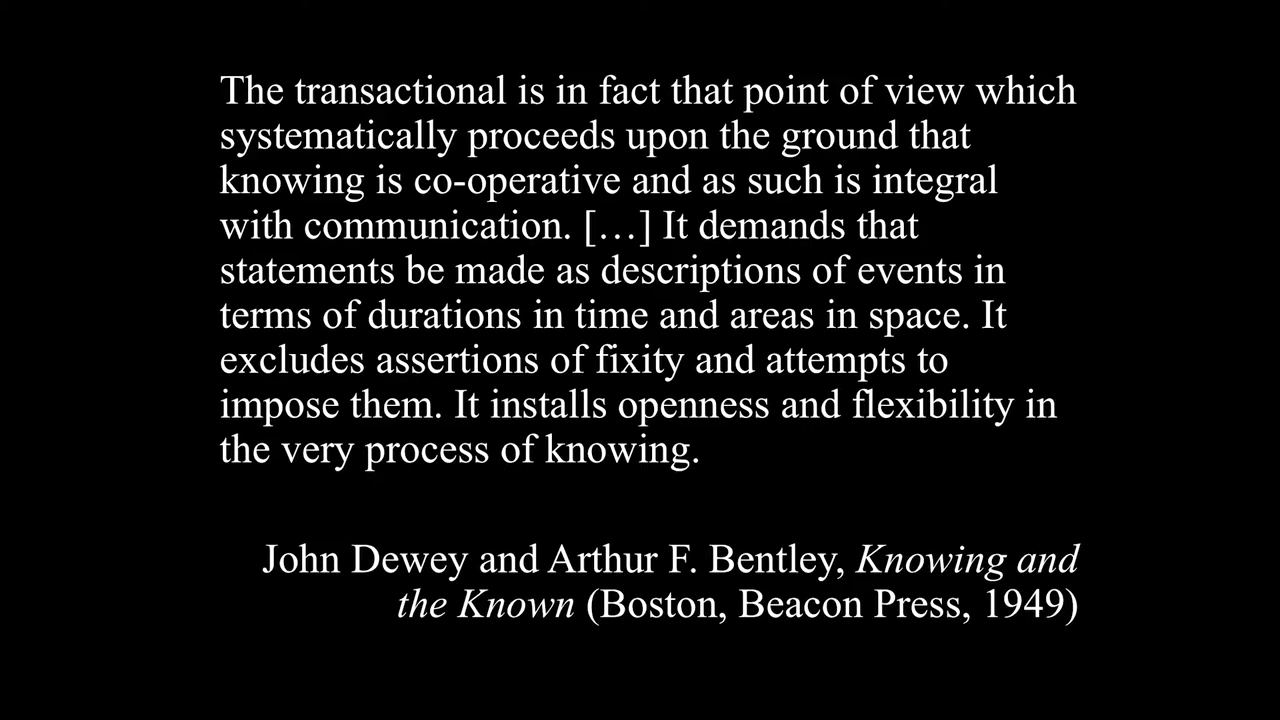 The transactional is in fact that point of view which
systematically proceeds upon the ground that
knowing is co-operative and as such is integral
with communication. […] It demands that
statements be made as descriptions of events in
terms of durations in time and areas in space. It
excludes assertions of fixity and attempts to
impose them. It installs openness and flexibility in
the very process of knowing.
John Dewey and Arthur F. Bentley, Knowing and
the Known (Boston, Beacon Press, 1949)